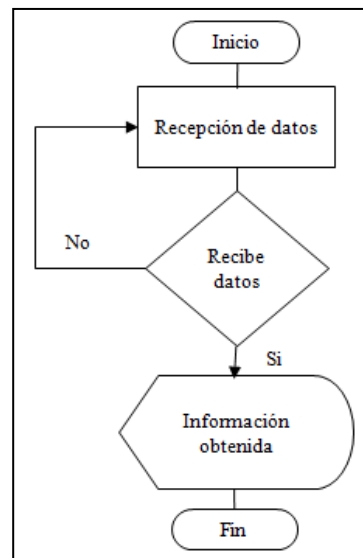 Inicio
Recepción de datos
No
Recibe
datos
Si
Información
obtenida
Fin